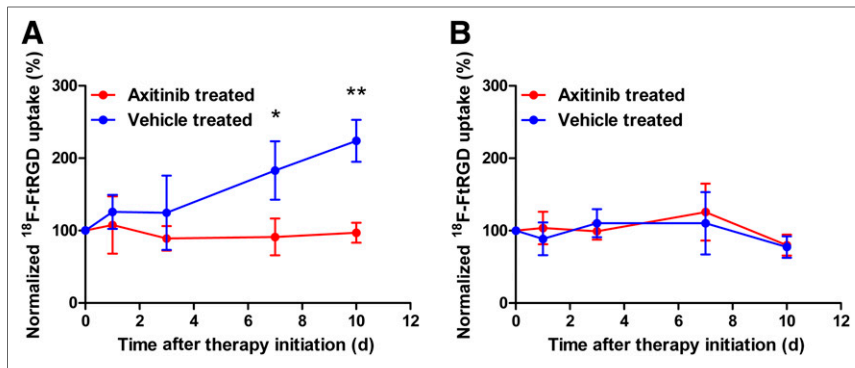 A
Normalized ¹⁸F-FtRGD uptake (%)
300
200
100
0
Axitinib treated
Vehicle treated
*
**
0 2 4 6 8 10 12
Time after therapy initiation (d)
B
Normalized ¹⁸F-FtRGD uptake (%)
300
200
100
0
Axitinib treated
Vehicle treated
0 2 4 6 8 10 12
Time after therapy initiation (d)